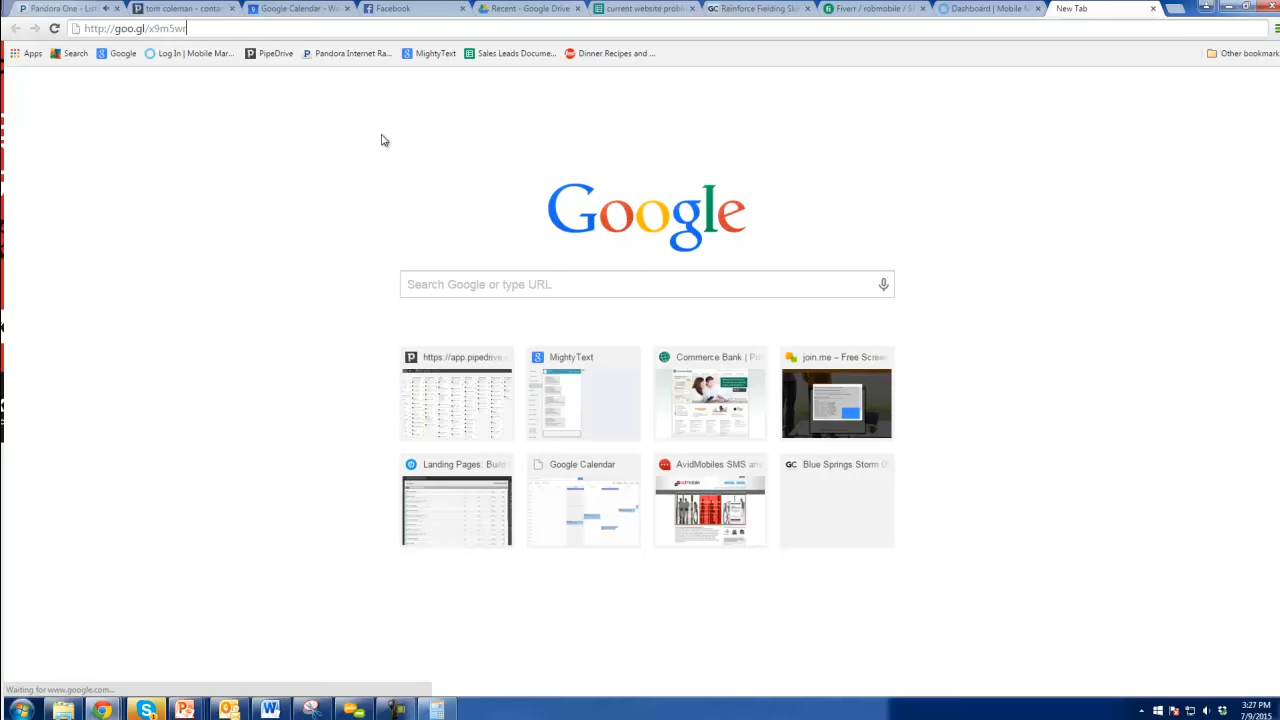 Pandora One - List
tom coleman - conta
Google Calendar - W
Facebook
Recent - Google Drive
current website probl
Reinforce Fielding Ski
Fiverr / robmobile / S
Dashboard | Mobile M
New Tab
http://goo.gl/x9m5wr
Apps
Search
Google
Log In | Mobile Mar...
PipeDrive
Pandora Internet Ra...
MightyText
Sales Leads Docume...
Dinner Recipes and ...
Other bookmark
Google
Search Google or type URL
https://app.pipedrive.
MightyText
Commerce Bank |
join.me – Free Scree
Landing Pages: Build
Google Calendar
AvidMobiles SMS an
GC Blue Springs Storm
Waiting for www.google.com...
3:27 PM
7/9/2015